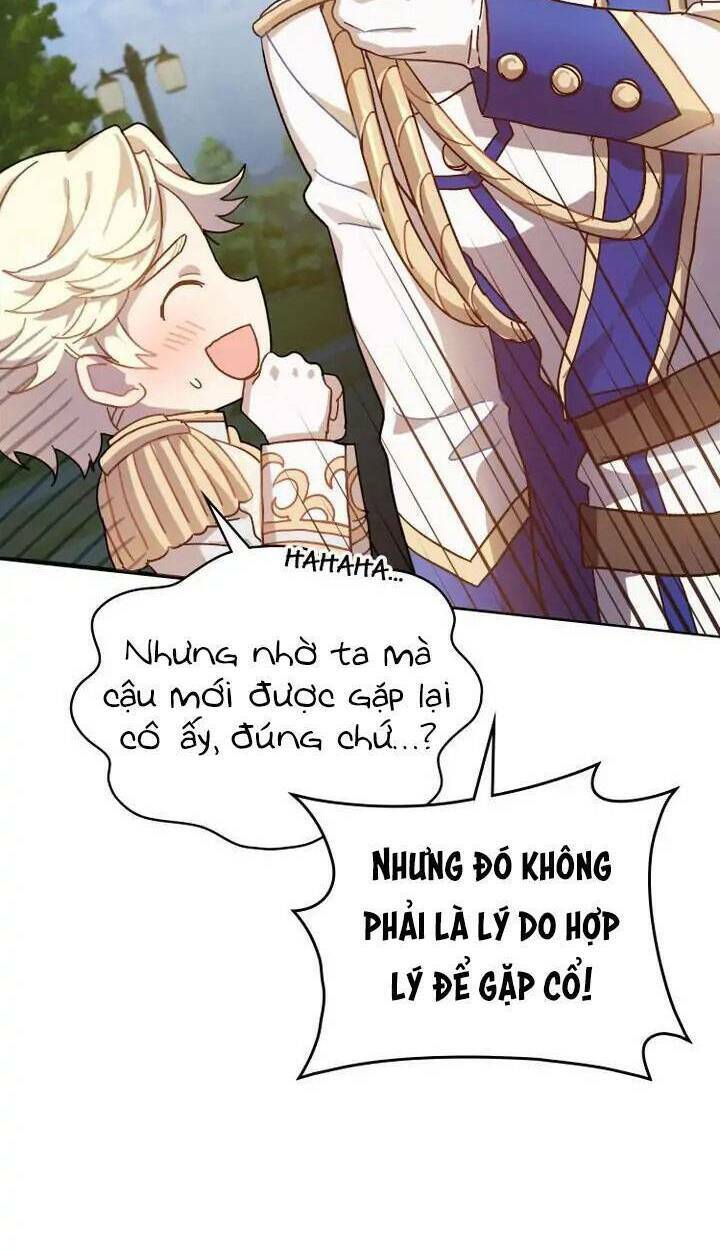 HAHAHA...
Nhưng nhờ ta mà
cậu mới được gặp lại
cô ấy, đúng chứ...?
NHƯNG ĐÓ KHÔNG
PHẢI LÀ LÝ DO HỢP
LÝ ĐỂ GẶP CỔ!